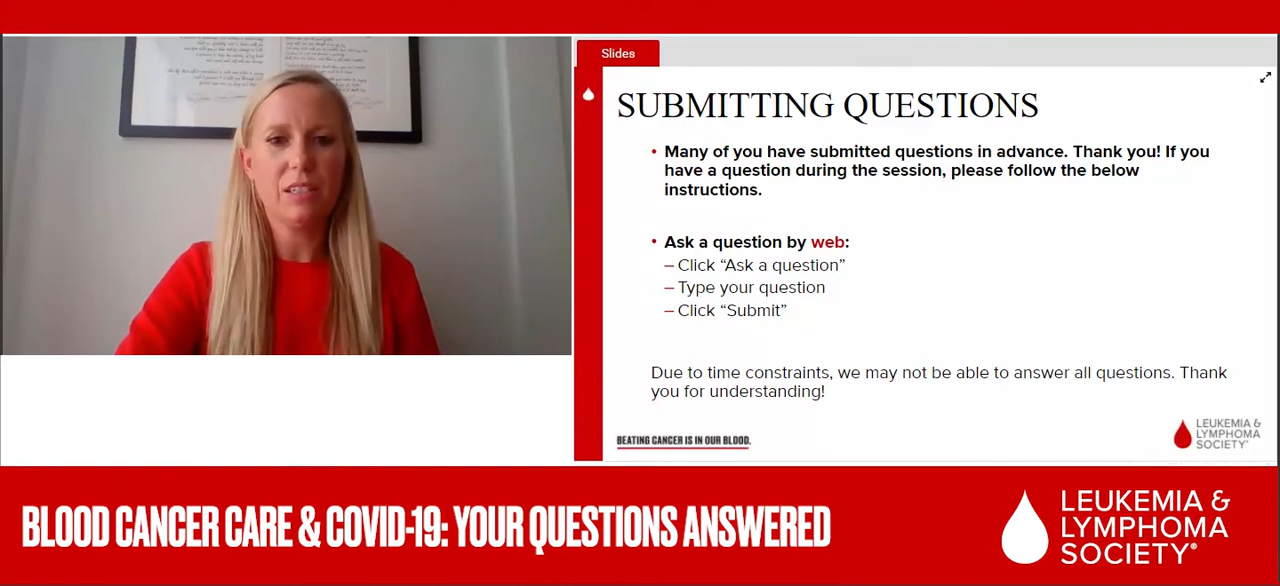 Slides
SUBMITTING QUESTIONS
• Many of you have submitted questions in advance. Thank you! If you
have a question during the session, please follow the below
instructions.
• Ask a question by web:
– Click “Ask a question”
– Type your question
– Click “Submit”
Due to time constraints, we may not be able to answer all questions. Thank
you for understanding!
BEATING CANCER IS IN OUR BLOOD.
LEUKEMIA &
LYMPHOMA
SOCIETY®
BLOOD CANCER CARE & COVID-19: YOUR QUESTIONS ANSWERED
LEUKEMIA &
LYMPHOMA
SOCIETY®